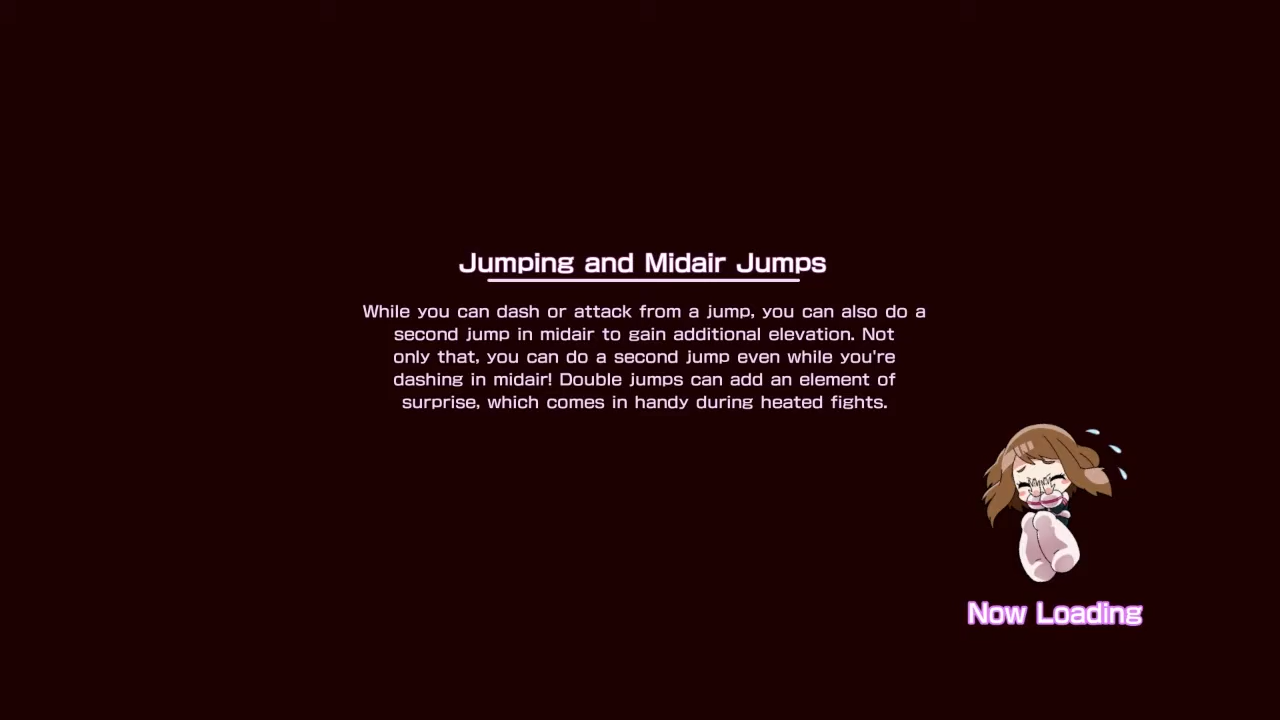 Jumping and Midair Jumps
While you can dash or attack from a jump, you can also do a
second jump in midair to gain additional elevation. Not
only that, you can do a second jump even while you're
dashing in midair! Double jumps can add an element of
surprise, which comes in handy during heated fights.
Now Loading